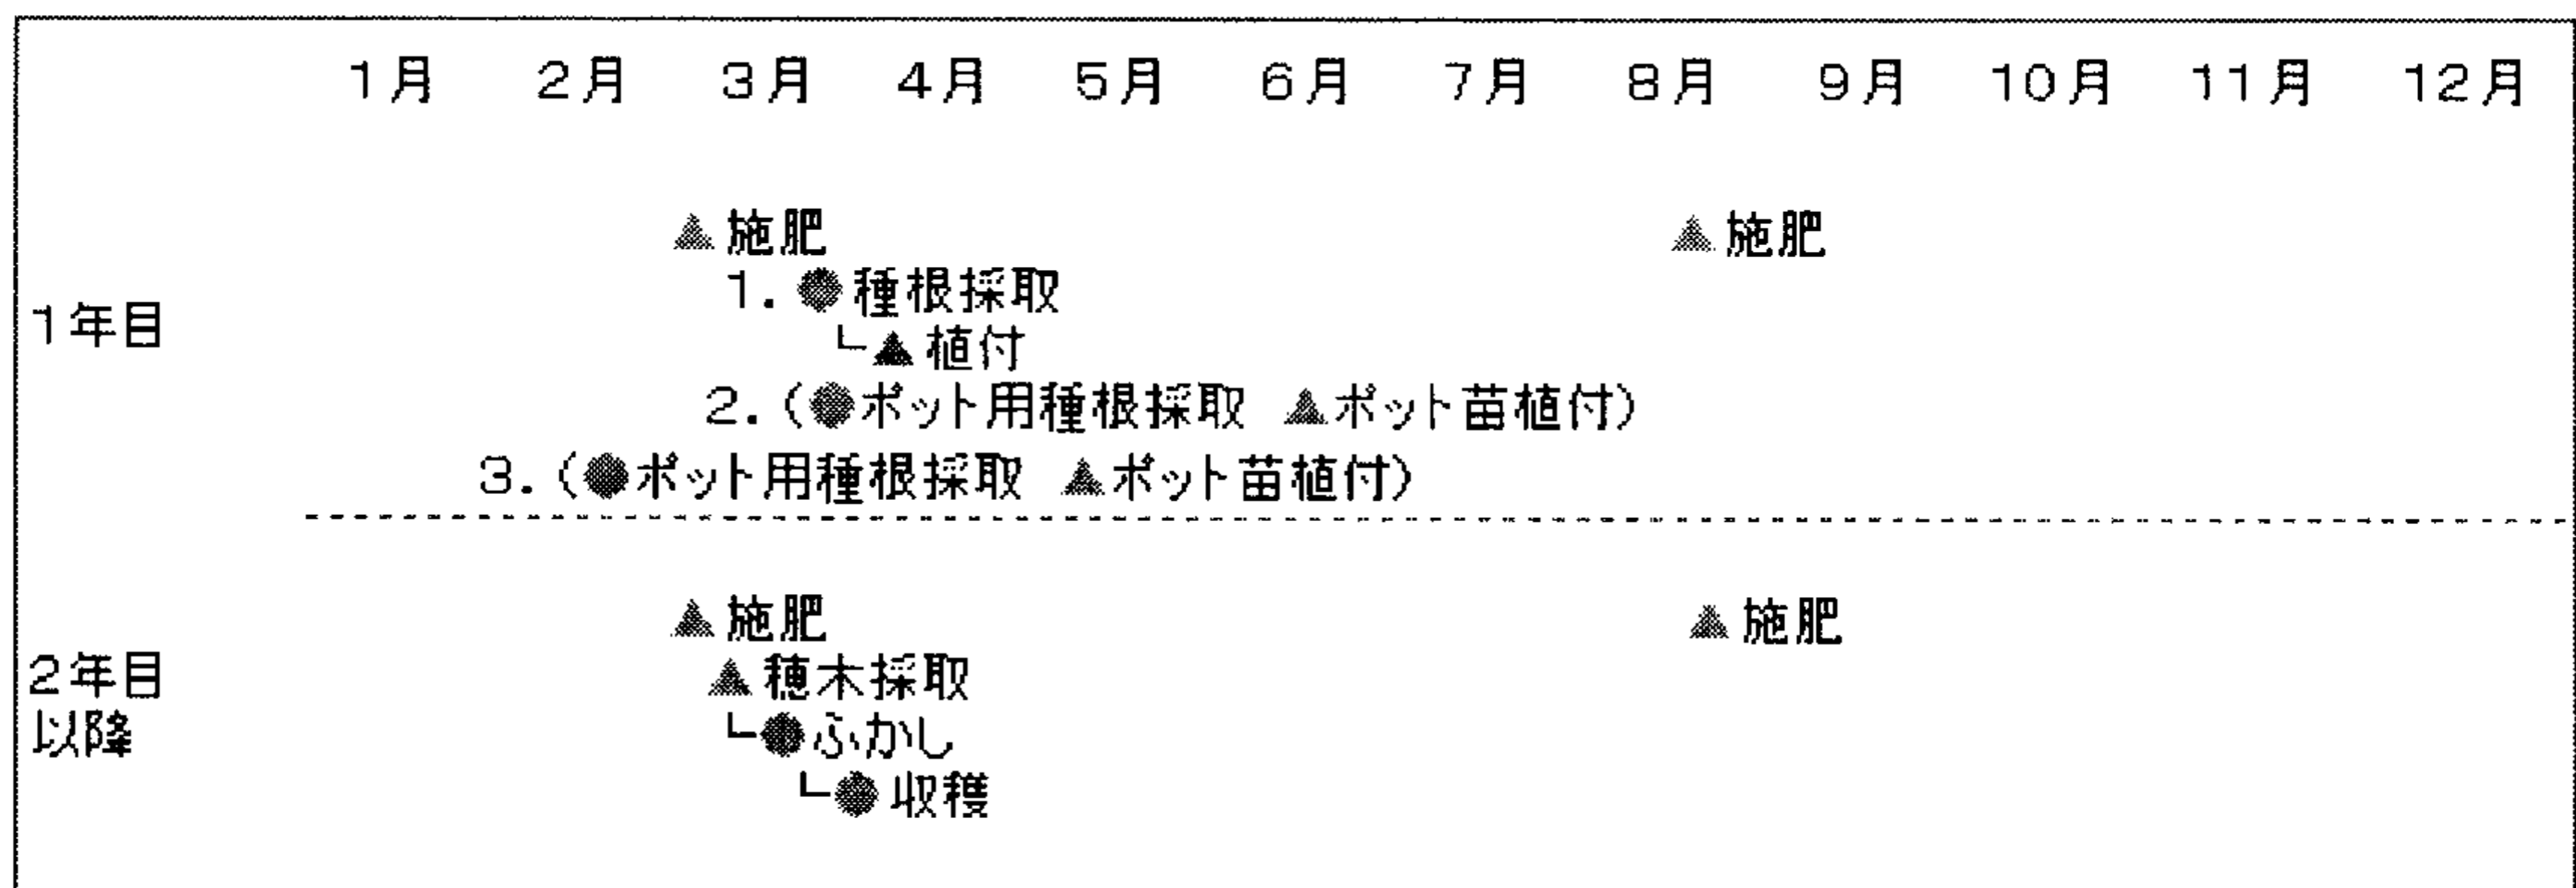 1月 2月 3月 4月 5月 6月 7月 8月 9月 10月 11月 12月
▲施肥 ▲施肥
1.●種根採取
1年目
└▲植付
2.(●ポット用種根採取 ▲ポット苗植付)
3.(●ポット用種根採取 ▲ポット苗植付)
▲施肥 ▲施肥
2年目
▲穂木採取
以降
└●ふかし
└●収穫